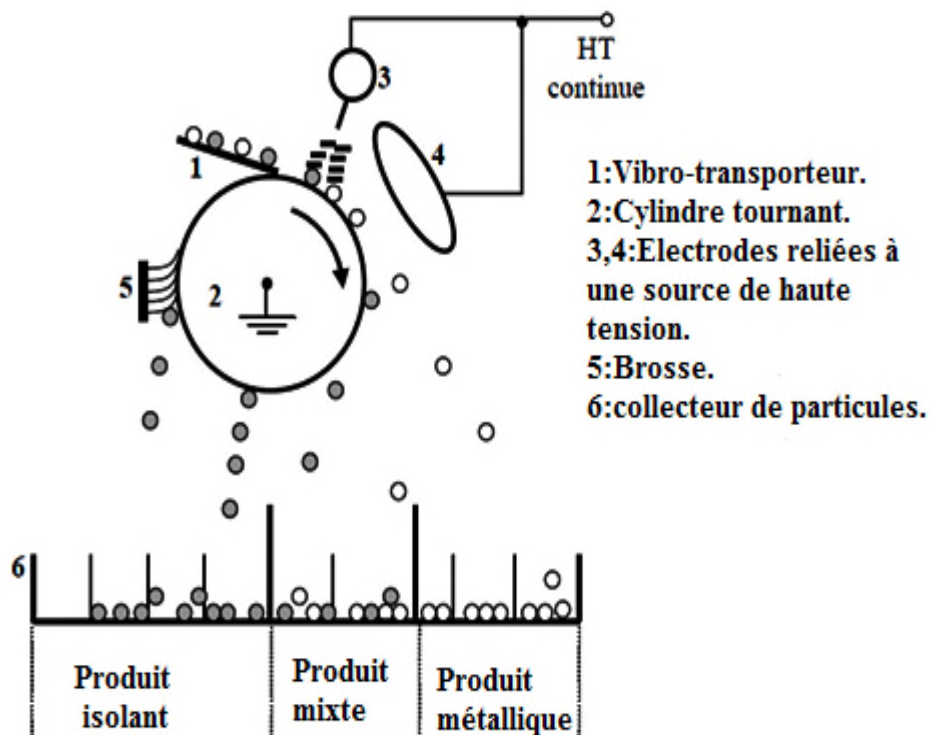 HT
continue
3
4
1
5
2
6
1:Vibro-transporteur.
2:Cylindre tournant.
3,4:Electrodes reliées à
une source de haute
tension.
5:Brosse.
6:collecteur de particules.
Produit
isolant
Produit
mixte
Produit
métallique